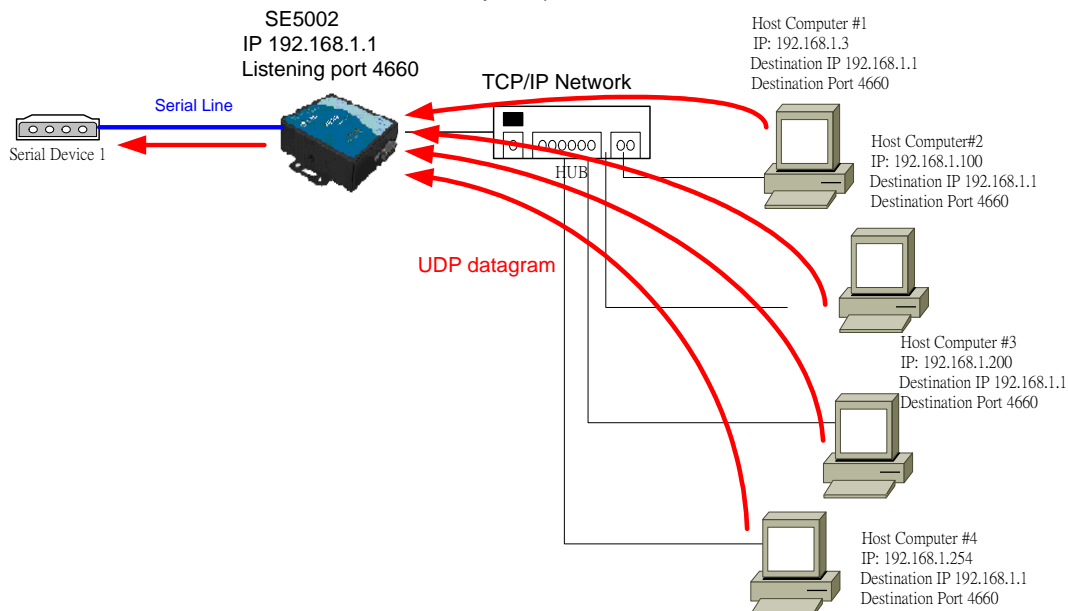 SE5002
IP 192.168.1.1
Listening port 4660
Host Computer #1
IP: 192.168.1.3
Destination IP 192.168.1.1
Destination Port 4660
TCP/IP Network
Serial Line
Serial Device 1
HUB
Host Computer#2
IP: 192.168.1.100
Destination IP 192.168.1.1
Destination Port 4660
UDP datagram
Host Computer #3
IP: 192.168.1.200
Destination IP 192.168.1.1
Destination Port 4660
Host Computer #4
IP: 192.168.1.254
Destination IP 192.168.1.1
Destination Port 4660